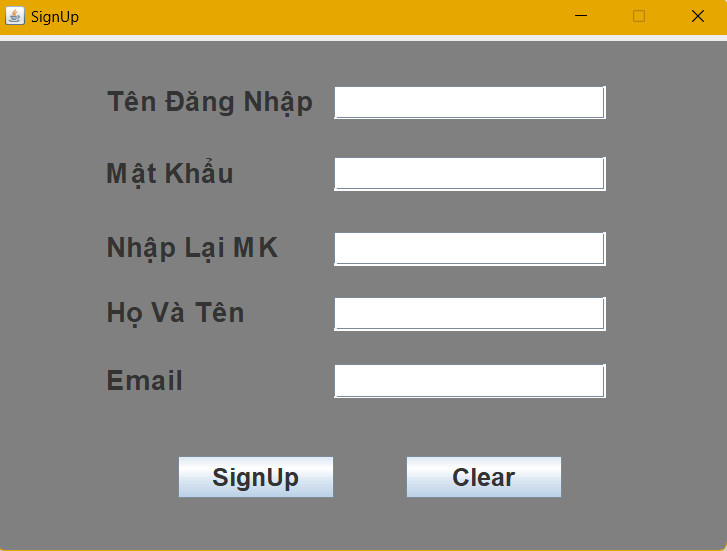 SignUp
Tên Đăng Nhập
Mật Khẩu
Nhập Lại MK
Họ Và Tên
Email
SignUp Clear